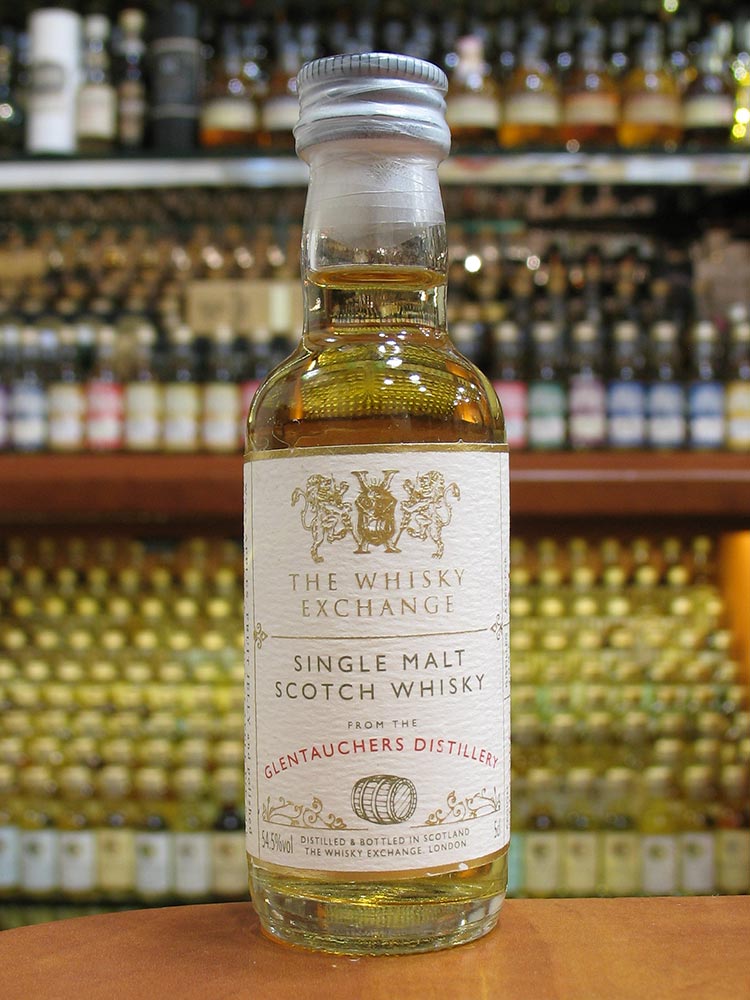 THE WHISKY
EXCHANGE
SINGLE MALT
SCOTCH WHISKY
FROM THE
GLENTAUCHERS DISTILLERY
54.5%vol
DISTILLED & BOTTLED IN SCOTLAND
THE WHISKY EXCHANGE, LONDON
5cl